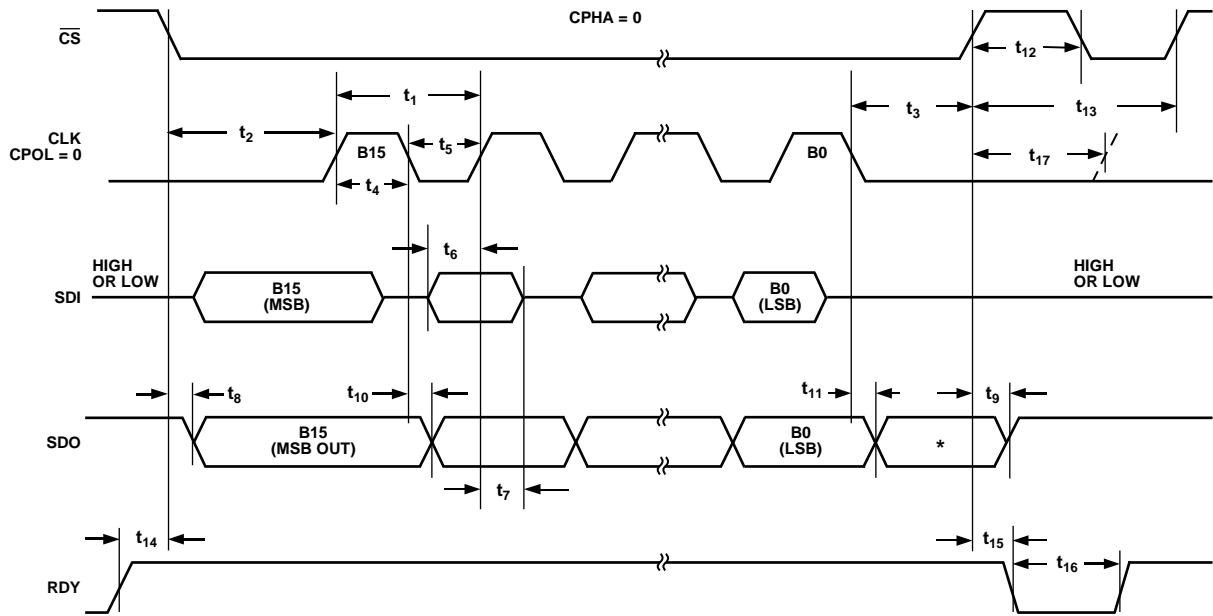 CPHA = 0
CS
t12
t1
t3
t13
t2
CLK
CPOL = 0
B15
t5
B0
t17
t4
t6
HIGH
OR LOW
SDI
B15
(MSB)
B0
(LSB)
HIGH
OR LOW
t8
t10
t11
t9
SDO
B15
(MSB OUT)
B0
(LSB)
*
t7
t14
t15
t16
RDY